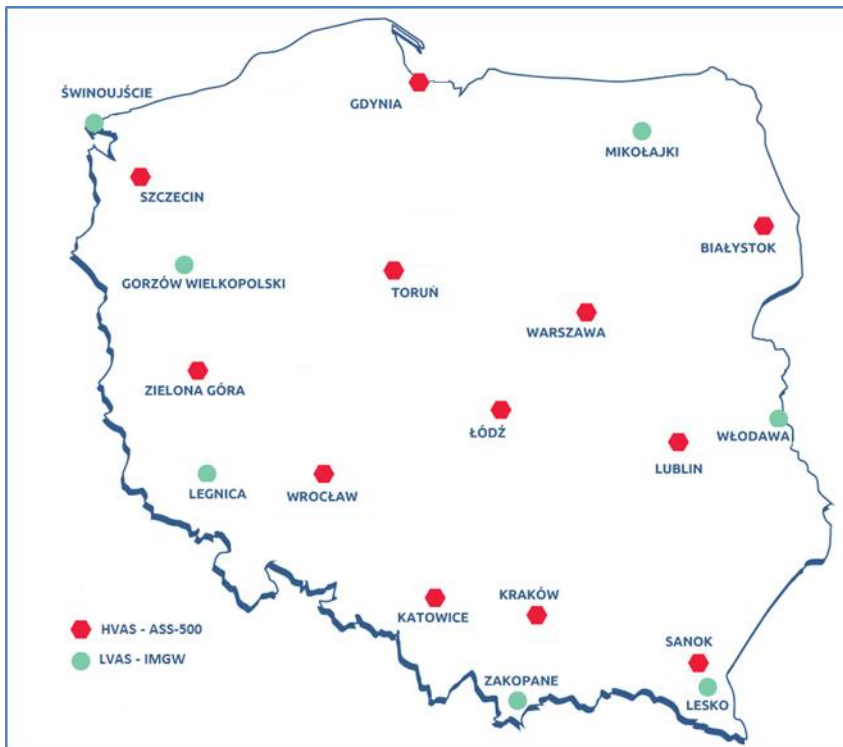 ŚWINOUJŚCIE
GDYNIA
MIKOŁAJKI
SZCZECIN
BIAŁYSTOK
GORZÓW WIELKOPOLSKI
TORUŃ
WARSZAWA
ZIELONA GÓRA
ŁÓDŹ
WŁODAWA
LUBLIN
LEGNICA
WROCŁAW
KATOWICE
KRAKÓW
HVAS - ASS-500
SANOK
LVAS - IMGW
ZAKOPANE
LESKO